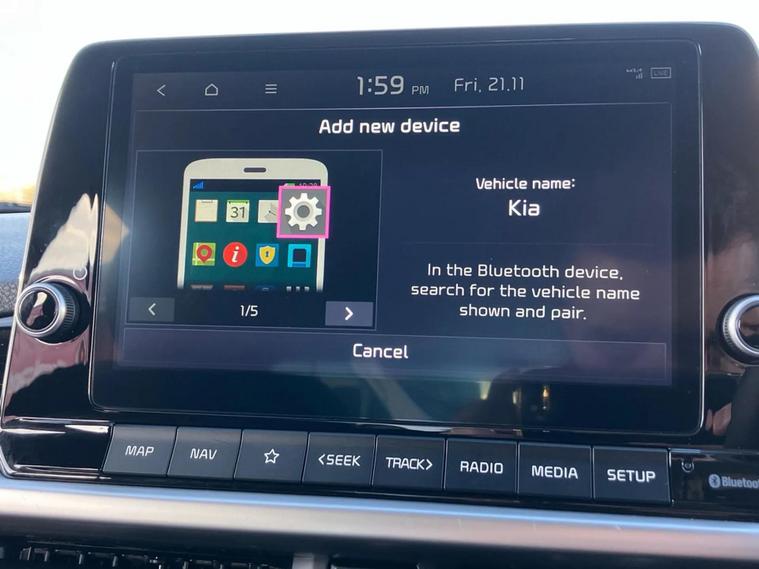 1:59 PM Fri, 21.11
LIVE
Add new device
31
Vehicle name:
Kia
In the Bluetooth device,
search for the vehicle name
shown and pair.
1/5
Cancel
MAP
NAV
<SEEK
TRACK>
RADIO
MEDIA
SETUP
Bluetooth